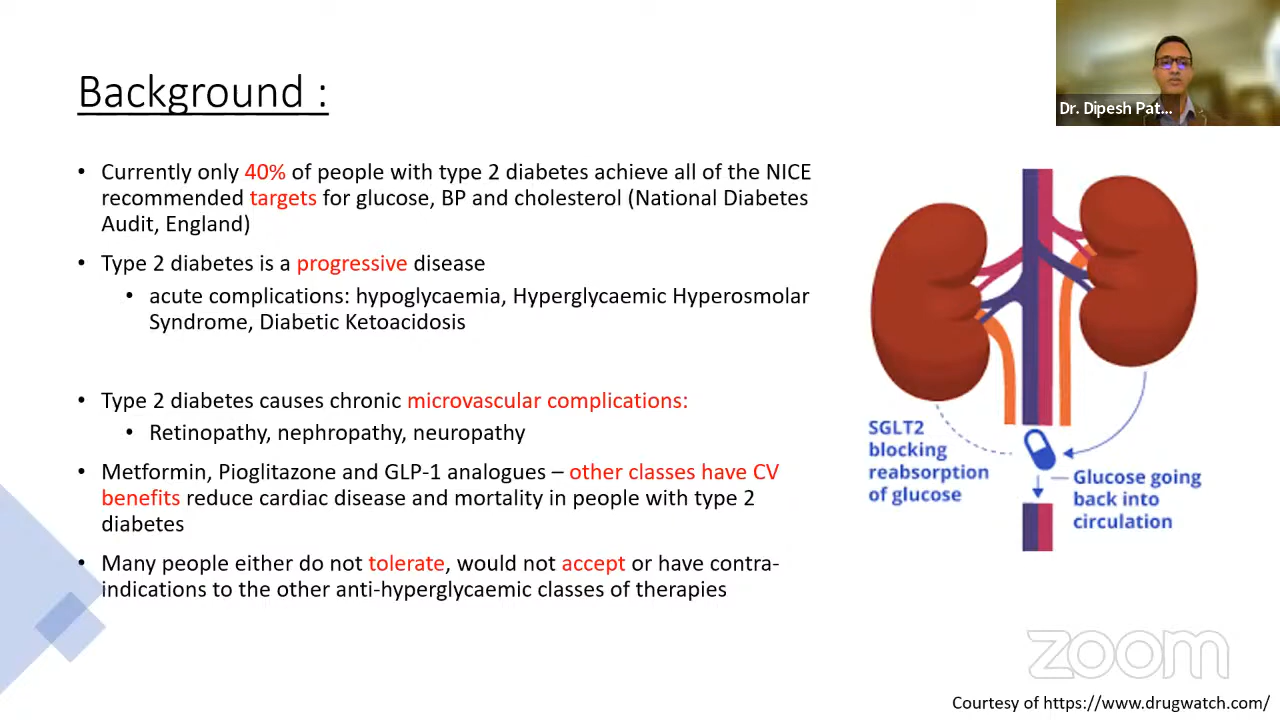 Background :
Dr. Dipesh Pat...
• Currently only 40% of people with type 2 diabetes achieve all of the NICE
recommended targets for glucose, BP and cholesterol (National Diabetes
Audit, England)
• Type 2 diabetes is a progressive disease
• acute complications: hypoglycaemia, Hyperglycaemic Hyperosmolar
Syndrome, Diabetic Ketoacidosis
• Type 2 diabetes causes chronic microvascular complications:
• Retinopathy, nephropathy, neuropathy
• Metformin, Pioglitazone and GLP-1 analogues – other classes have CV
benefits reduce cardiac disease and mortality in people with type 2
diabetes
• Many people either do not tolerate, would not accept or have contra-
indications to the other anti-hyperglycaemic classes of therapies
SGLT2
blocking
reabsorption
of glucose
Glucose going
back into
circulation
zoom
Courtesy of https://www.drugwatch.com/